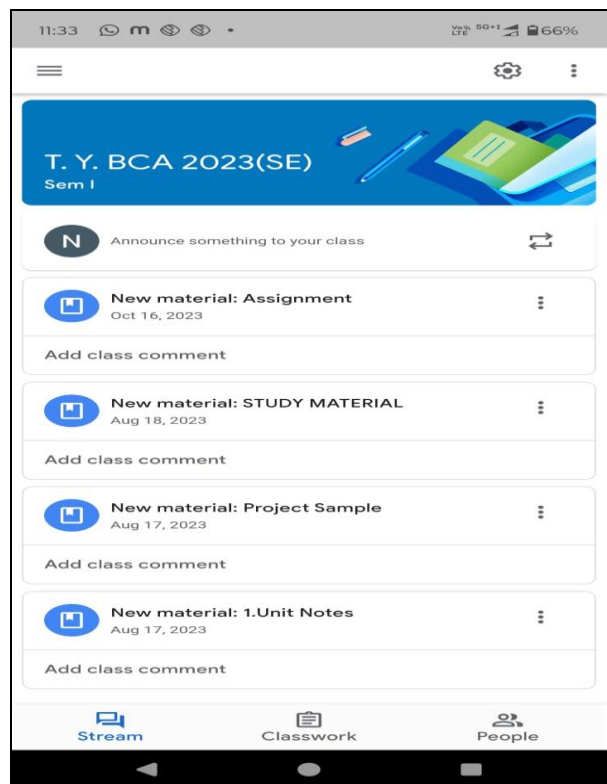 11:33 VoWi LTE 5G+ 66%
T. Y. BCA 2023(SE)
Sem I
N Announce something to your class
New material: Assignment
Oct 16, 2023
Add class comment
New material: STUDY MATERIAL
Aug 18, 2023
Add class comment
New material: Project Sample
Aug 17, 2023
Add class comment
New material: 1.Unit Notes
Aug 17, 2023
Add class comment
Stream Classwork People